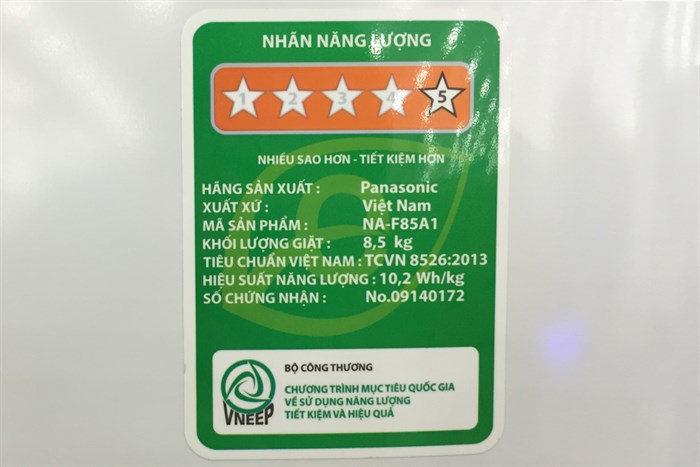 NHÃN NĂNG LƯỢNG
1 2 3 4 5
NHIỀU SAO HƠN - TIẾT KIỆM HƠN
HÃNG SẢN XUẤT : Panasonic
XUẤT XỨ : Việt Nam
MÃ SẢN PHẨM : NA-F85A1
KHỐI LƯỢNG GIẶT : 8,5 kg
TIÊU CHUẨN VIỆT NAM : TCVN 8526:2013
HIỆU SUẤT NĂNG LƯỢNG : 10,2 Wh/kg
SỐ CHỨNG NHẬN : No.09140172
BỘ CÔNG THƯƠNG
CHƯƠNG TRÌNH MỤC TIÊU QUỐC GIA
VỀ SỬ DỤNG NĂNG LƯỢNG
TIẾT KIỆM VÀ HIỆU QUẢ
VNEEP